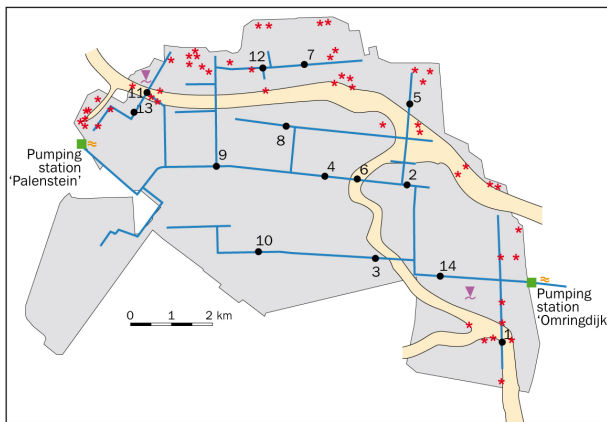 12
7
11
13
5
8
9
4
6
2
Pumping
station
'Palenstein'
10
3
14
Pumping
station
'Omringdijk'
0 1 2 km
1